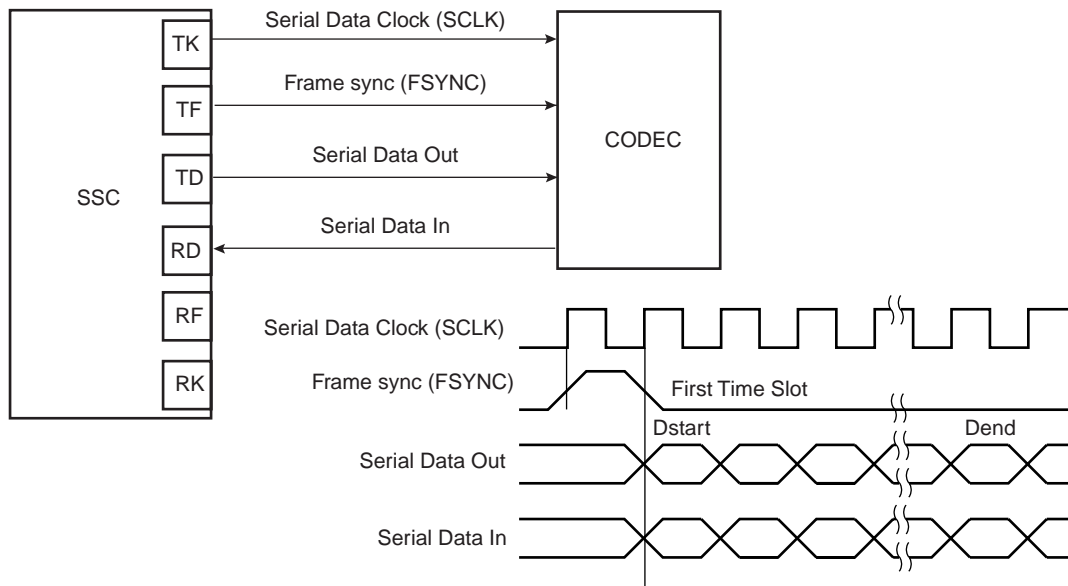 SSC
TK
TF
TD
RD
RF
RK
Serial Data Clock (SCLK)
Frame sync (FSYNC)
Serial Data Out
Serial Data In
CODEC
Serial Data Clock (SCLK)
Frame sync (FSYNC)
First Time Slot
Dstart
Dend
Serial Data Out
Serial Data In